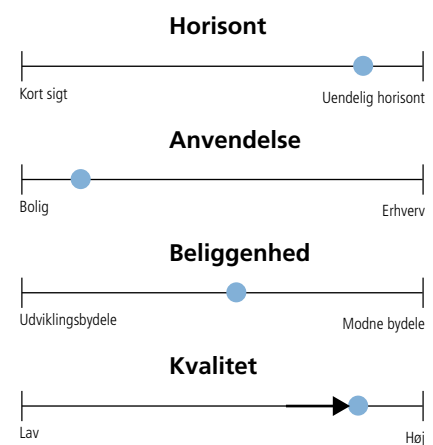 Horisont
Kort sigt
Uendelig horisont
Anvendelse
Bolig
Erhverv
Beliggenhed
Udviklingsbydele
Modne bydele
Kvalitet
Lav
Høj